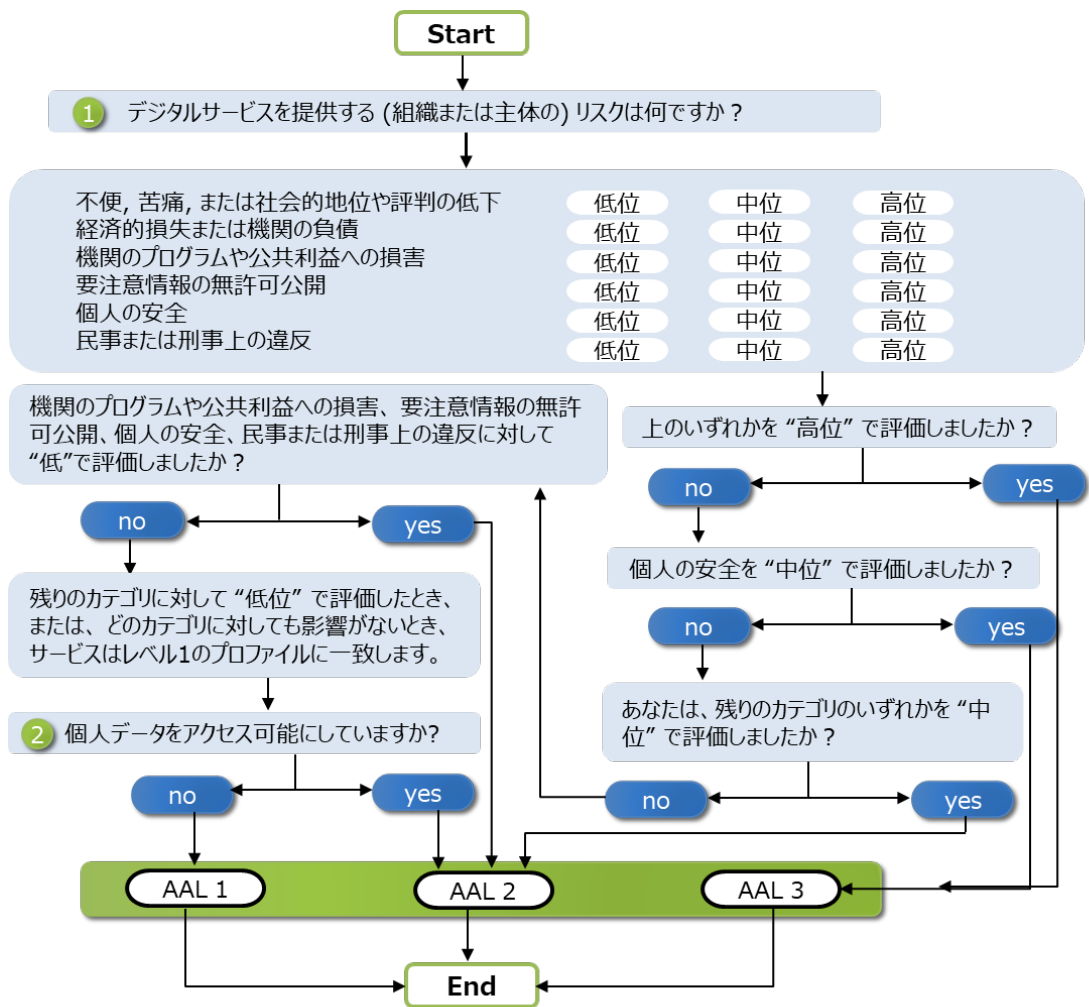 Start
1 デジタルサービスを提供する (組織または主体の) リスクは何ですか？
不便, 苦痛, または社会的地位や評判の低下 低位 中位 高位
経済的損失または機関の負債 低位 中位 高位
機関のプログラムや公共利益への損害 低位 中位 高位
要注意情報の無許可公開 低位 中位 高位
個人の安全 低位 中位 高位
民事または刑事上の違反 低位 中位 高位
上のいずれかを “高位” で評価しましたか？
no
yes
個人の安全を “中位” で評価しましたか？
no
yes
あなたは、残りのカテゴリのいずれかを “中
位” で評価しましたか？
no
yes
機関のプログラムや公共利益への損害、要注意情報の無許
可公開、個人の安全、民事または刑事上の違反に対して
“低”で評価しましたか？
no
yes
残りのカテゴリに対して “低位” で評価したとき、
または、どのカテゴリに対しても影響がないとき、
サービスはレベル1のプロファイルに一致します。
2 個人データをアクセス可能にしていますか?
no
yes
AAL 1
AAL 2
AAL 3
End